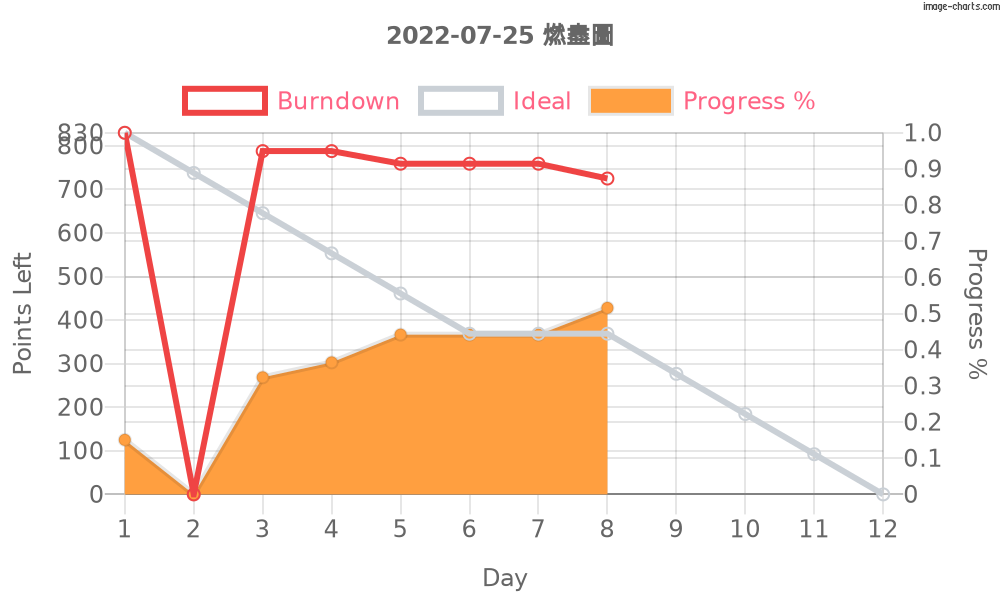 image-charts.com
2022-07-25 燃盡圖
Burndown Ideal Progress %
830 1.0
800 0.9
700 0.8
600 0.7
500 0.6
400 0.5
300 0.4
200 0.3
100 0.2
0 0.1
0
Points Left
Progress %
1 2 3 4 5 6 7 8 9 10 11 12
Day